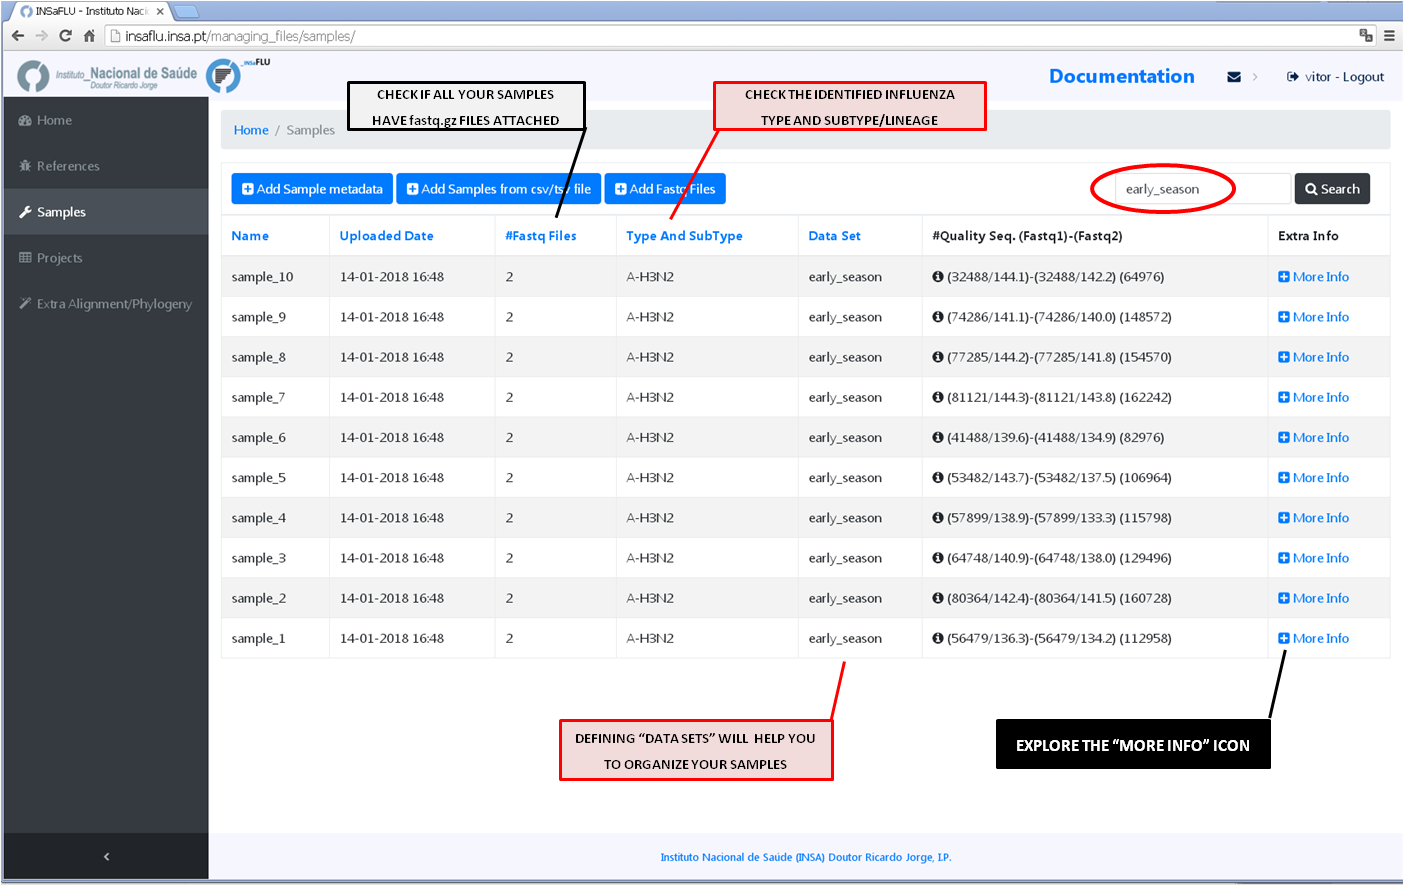 INSaFLU - Instituto Naci
insaflu.insa.pt/managing_files/samples/
Instituto_Nacional de Saúde
Doutor Ricardo Jorge
_INSaFLU
Documentation
vitor - Logout
CHECK IF ALL YOUR SAMPLES
HAVE fastq.gz FILES ATTACHED
CHECK THE IDENTIFIED INFLUENZA
TYPE AND SUBTYPE/LINEAGE
Home
References
Samples
Projects
Extra Alignment/Phylogeny
Home / Samples
Add Sample metadata
Add Samples from csv/tsv file
Add Fastq Files
early_season
Search
Name Uploaded Date #Fastq Files Type And SubType Data Set #Quality Seq. (Fastq1)-(Fastq2) Extra Info
sample_10 14-01-2018 16:48 2 A-H3N2 early_season (32488/144.1)-(32488/142.2) (64976) More Info
sample_9 14-01-2018 16:48 2 A-H3N2 early_season (74286/141.1)-(74286/140.0) (148572) More Info
sample_8 14-01-2018 16:48 2 A-H3N2 early_season (77285/144.2)-(77285/141.8) (154570) More Info
sample_7 14-01-2018 16:48 2 A-H3N2 early_season (81121/144.3)-(81121/143.8) (162242) More Info
sample_6 14-01-2018 16:48 2 A-H3N2 early_season (41488/139.6)-(41488/134.9) (82976) More Info
sample_5 14-01-2018 16:48 2 A-H3N2 early_season (53482/143.7)-(53482/137.5) (106964) More Info
sample_4 14-01-2018 16:48 2 A-H3N2 early_season (57899/138.9)-(57899/133.3) (115798) More Info
sample_3 14-01-2018 16:48 2 A-H3N2 early_season (64748/140.9)-(64748/138.0) (129496) More Info
sample_2 14-01-2018 16:48 2 A-H3N2 early_season (80364/142.4)-(80364/141.5) (160728) More Info
sample_1 14-01-2018 16:48 2 A-H3N2 early_season (56479/136.3)-(56479/134.2) (112958) More Info
DEFINING “DATA SETS” WILL HELP YOU
TO ORGANIZE YOUR SAMPLES
EXPLORE THE “MORE INFO” ICON
Instituto Nacional de Saúde (INSA) Doutor Ricardo Jorge, I.P.